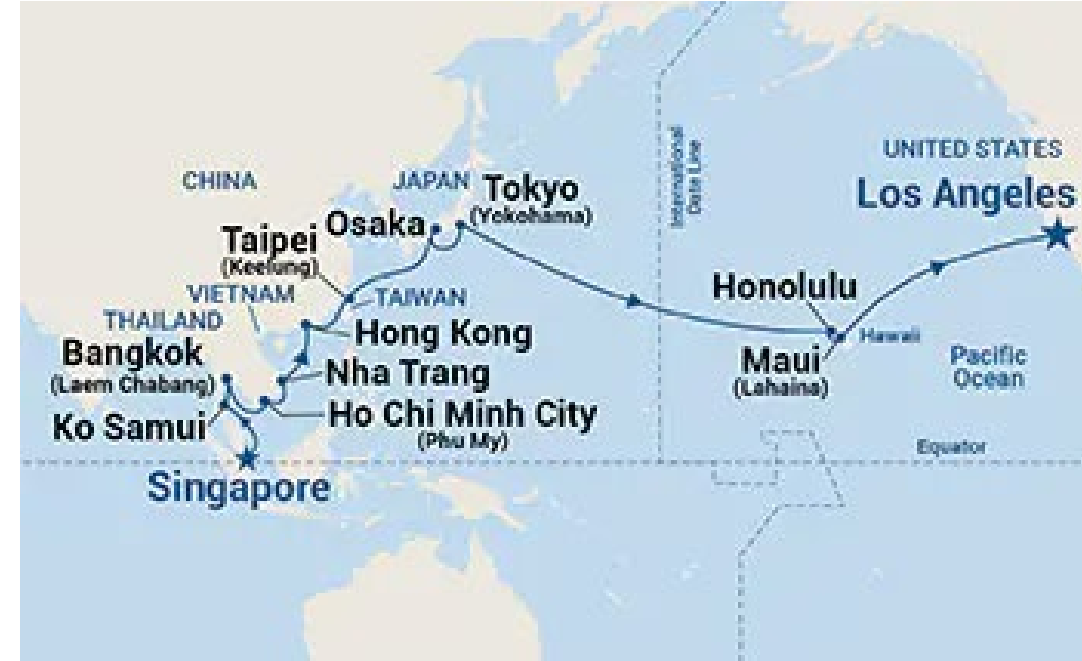 International
Date Line
UNITED STATES
Los Angeles
CHINA
JAPAN
Tokyo
(Yokohama)
Osaka
Taipei
(Keelung)
VIETNAM
TAIWAN
THAILAND
Honolulu
Hong Kong
Hawaii
Bangkok
(Laem Chabang)
Nha Trang
Maui
(Lahaina)
Pacific
Ocean
Ko Samui
Ho Chi Minh City
(Phu My)
Equator
Singapore